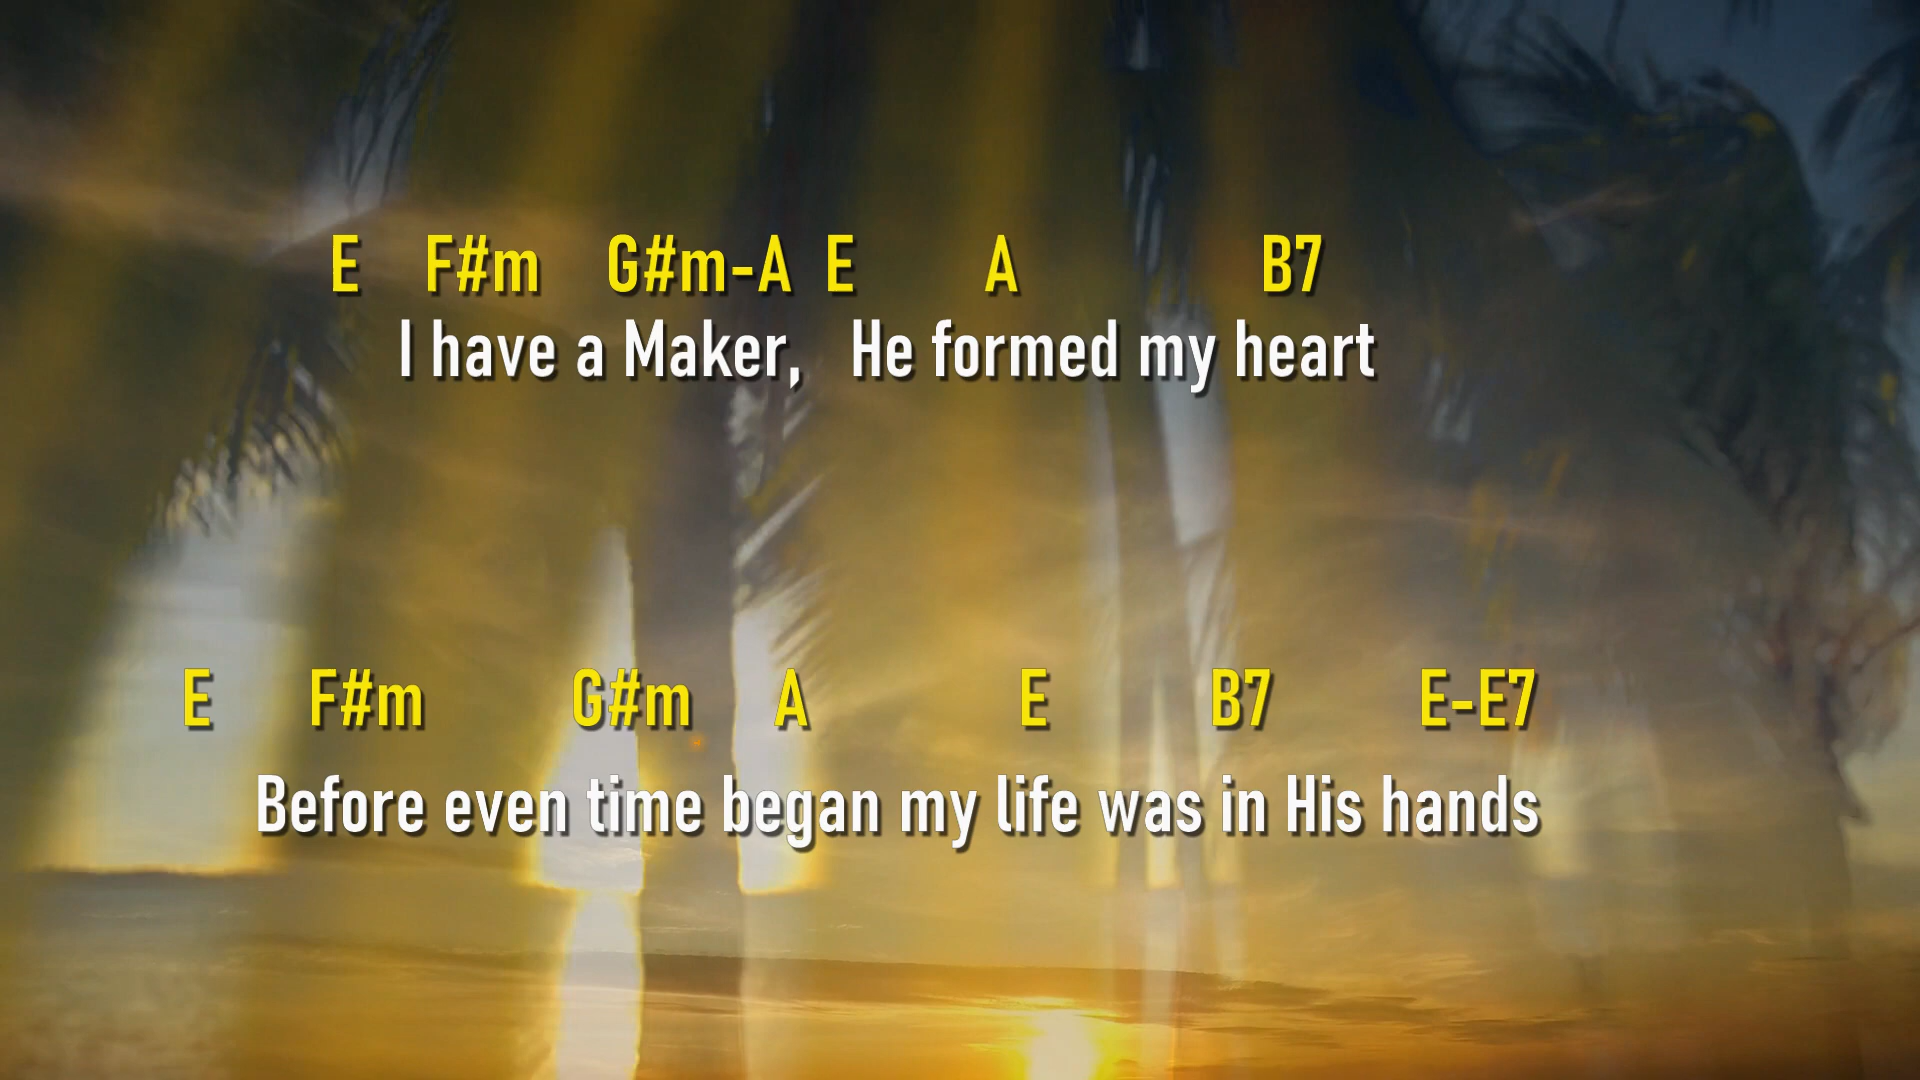 E F#m G#m-A E A B7
I have a Maker, He formed my heart
E F#m G#m A E B7 E-E7
Before even time began my life was in His hands